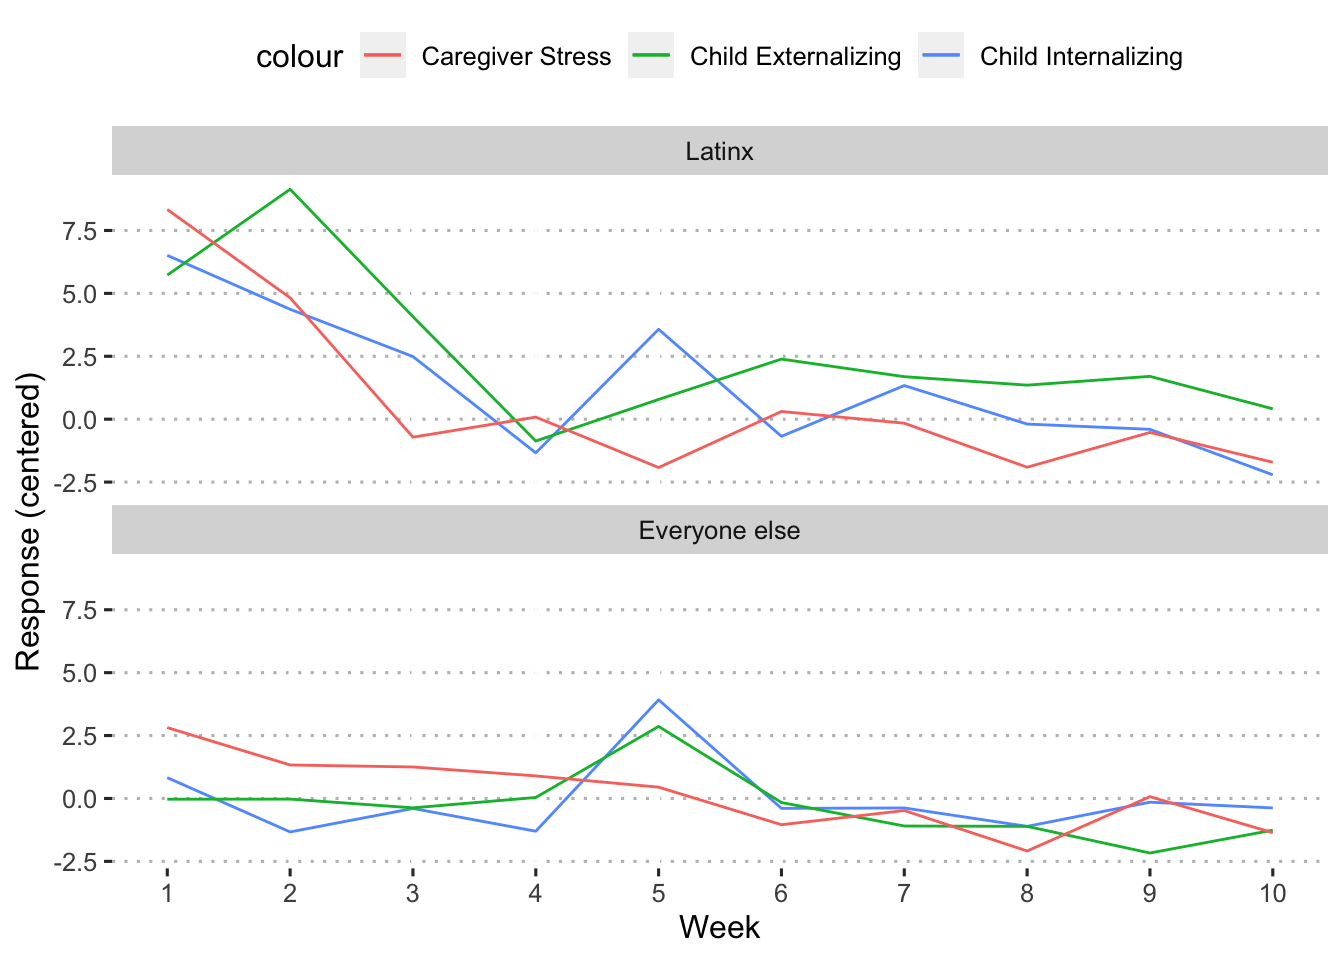 colour Caregiver Stress Child Externalizing Child Internalizing
Latinx
7.5
5.0
2.5
0.0
-2.5
Response (centered)
Everyone else
7.5
5.0
2.5
0.0
-2.5
1 2 3 4 5 6 7 8 9 10
Week